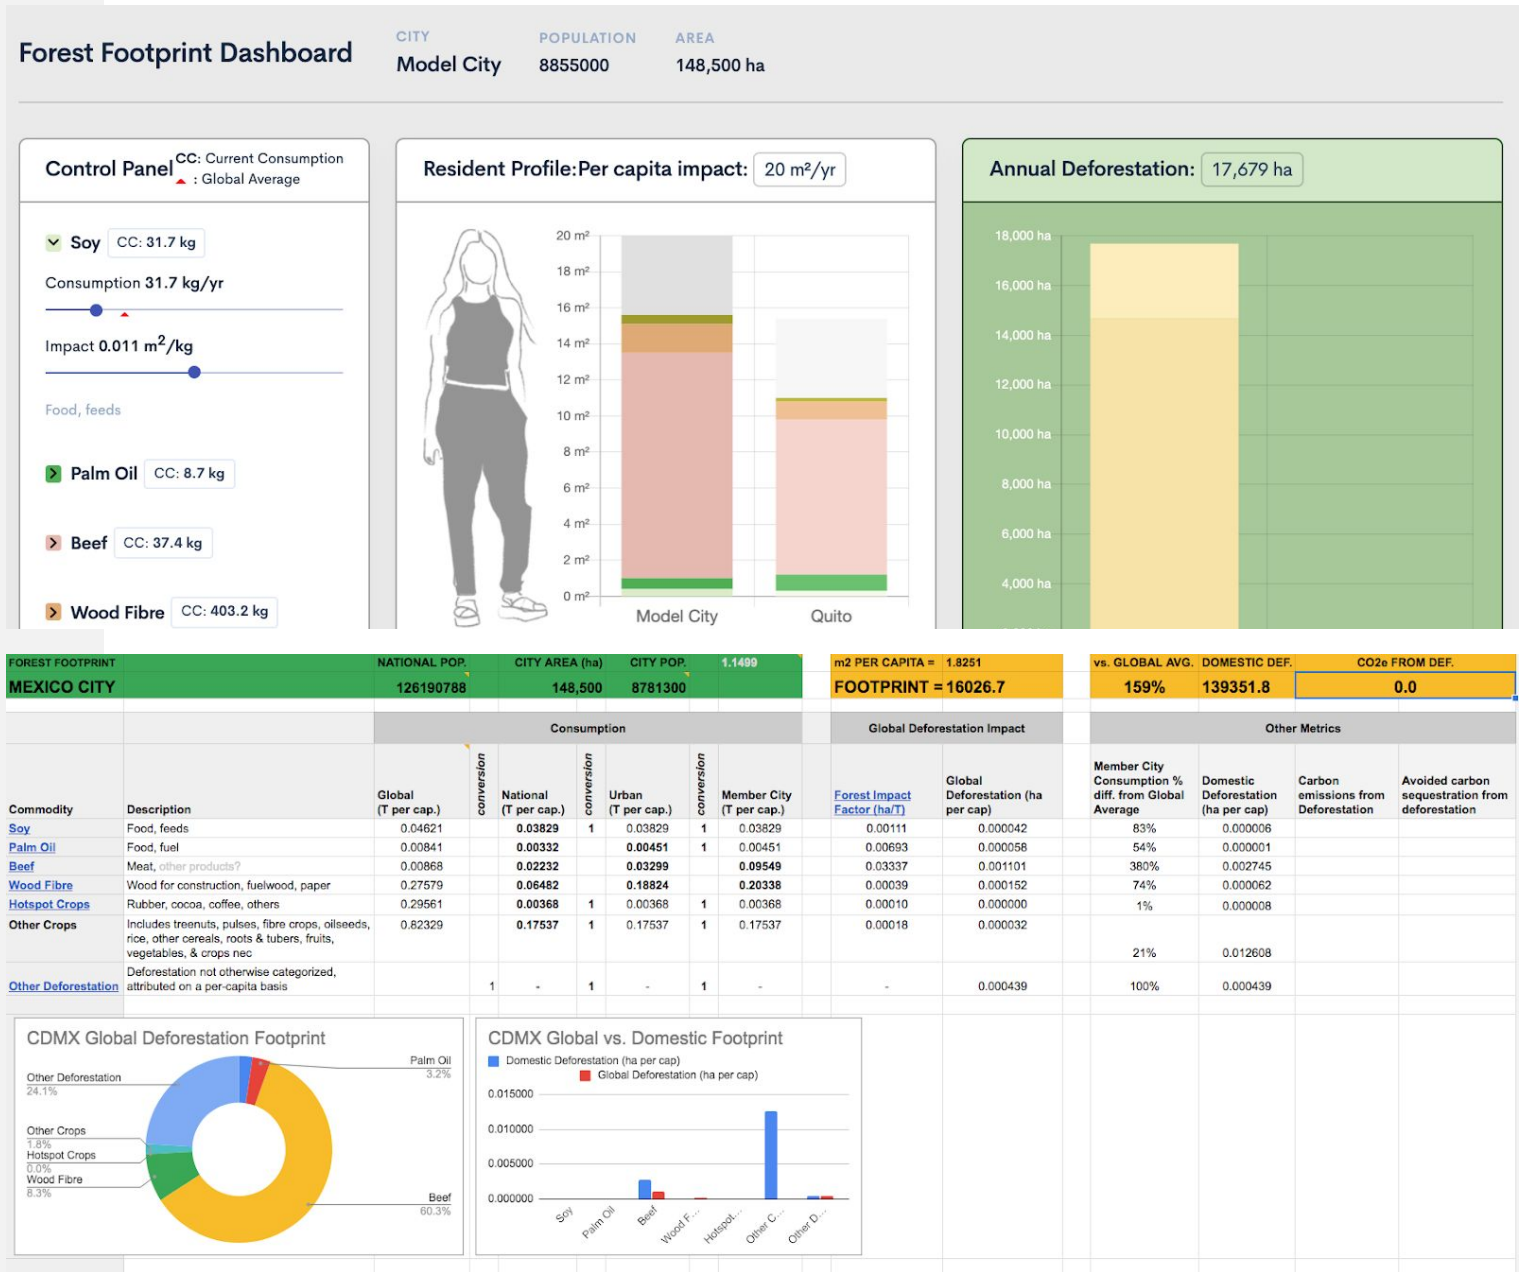 Forest Footprint Dashboard
CITY
Model City
POPULATION
8855000
AREA
148,500 ha
Control Panel
CC: Current Consumption
: Global Average
Soy
CC: 31.7 kg
Consumption 31.7 kg/yr
Impact 0.011 m²/kg
Food, feeds
Palm Oil
CC: 8.7 kg
Beef
CC: 37.4 kg
Wood Fibre
CC: 403.2 kg
Resident Profile:Per capita impact:
20 m²/yr
20 m²
18 m²
16 m²
14 m²
12 m²
10 m²
8 m²
6 m²
4 m²
2 m²
0 m²
Model City
Quito
Annual Deforestation:
17,679 ha
18,000 ha
16,000 ha
14,000 ha
12,000 ha
10,000 ha
8,000 ha
6,000 ha
4,000 ha
FOREST FOOTPRINT NATIONAL POP. CITY AREA (ha) CITY POP. 1.1499 m2 PER CAPITA = 1.8251 vs. GLOBAL AVG. DOMESTIC DEF. CO2e FROM DEF.
MEXICO CITY 126190788 148,500 8781300 FOOTPRINT = 16026.7 159% 139351.8 0.0
Consumption Global Deforestation Impact Other Metrics
Commodity
Description
Global
(T per cap.)
conversion
National
(T per cap.)
conversion
Urban
(T per cap.)
conversion
Member City
(T per cap.)
Forest Impact
Factor (ha/T)
Global
Deforestation (ha
per cap)
Member City
Consumption %
diff. from Global
Average
Domestic
Deforestation
(ha per cap)
Carbon
emissions from
Deforestation
Avoided carbon
sequestration from
deforestation
Soy Food, feeds 0.04621 0.03829 1 0.03829 1 0.03829 0.00111 0.000042 83% 0.000006
Palm Oil Food, fuel 0.00841 0.00332 1 0.00451 1 0.00451 0.00693 0.000058 54% 0.000001
Beef Meat, other products? 0.00868 0.02232 0.03299 0.09549 0.03337 0.001101 380% 0.002745
Wood Fibre Wood for construction, fuelwood, paper 0.27579 0.06482 0.18824 0.20338 0.00039 0.000152 74% 0.000062
Hotspot Crops Rubber, cocoa, coffee, others 0.29561 0.00368 1 0.00368 1 0.00368 0.00010 0.000000 1% 0.000008
Other Crops Includes treenuts, pulses, fibre crops, oilseeds, 0.82329 0.17537 1 0.17537 1 0.17537 0.00018 0.000032
rice, other cereals, roots & tubers, fruits,
vegetables, & crops nec 21% 0.012608
Deforestation not otherwise categorized,
Other Deforestation attributed on a per-capita basis 1 - 1 - 1 - - 0.000439 100% 0.000439
CDMX Global Deforestation Footprint
Palm Oil
3.2%
Other Deforestation
24.1%
Other Crops
1.8%
Hotspot Crops
0.0%
Wood Fibre
8.3%
Beef
60.3%
CDMX Global vs. Domestic Footprint
Domestic Deforestation (ha per cap)
Global Deforestation (ha per cap)
0.015000
0.010000
0.005000
0.000000
Soy
Palm Oil
Beef
Wood F...
Hotspot...
Other C...
Other D...